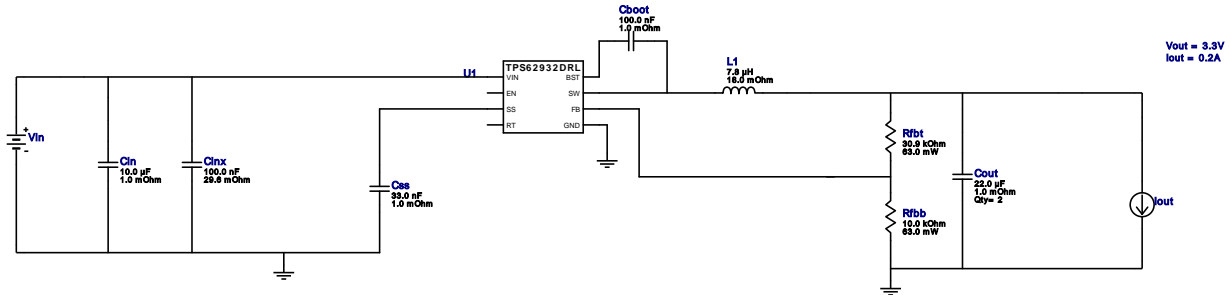 Cboot
100.0 nF
1.0 mOhm
Vout = 3.3V
Iout = 0.2A
U1
TPS62932DRL
VIN
BST
EN
SW
SS
FB
RT
GND
L1
7.8 µH
18.0 mOhm
Vin
+
-
Cin
10.0 µF
1.0 mOhm
Cinx
100.0 nF
29.6 mOhm
Css
33.0 nF
1.0 mOhm
Rfbt
30.9 kOhm
63.0 mW
Rfbb
10.0 kOhm
63.0 mW
Cout
22.0 µF
1.0 mOhm
Qty= 2
Iout